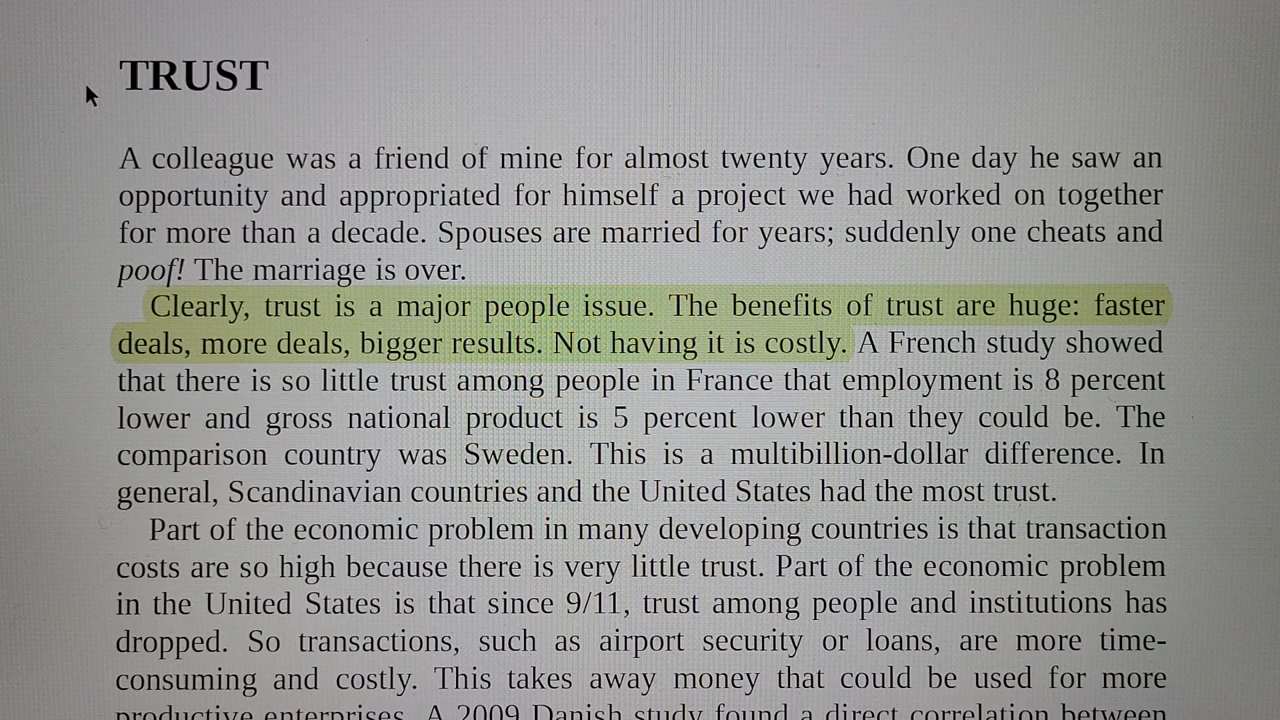 TRUST
A colleague was a friend of mine for almost twenty years. One day he saw an
opportunity and appropriated for himself a project we had worked on together
for more than a decade. Spouses are married for years; suddenly one cheats and
poof! The marriage is over.
Clearly, trust is a major people issue. The benefits of trust are huge: faster
deals, more deals, bigger results. Not having it is costly. A French study showed
that there is so little trust among people in France that employment is 8 percent
lower and gross national product is 5 percent lower than they could be. The
comparison country was Sweden. This is a multibillion-dollar difference. In
general, Scandinavian countries and the United States had the most trust.
Part of the economic problem in many developing countries is that transaction
costs are so high because there is very little trust. Part of the economic problem
in the United States is that since 9/11, trust among people and institutions has
dropped. So transactions, such as airport security or loans, are more time-
consuming and costly. This takes away money that could be used for more
productive enterprises. A 2009 Danish study found a direct correlation between